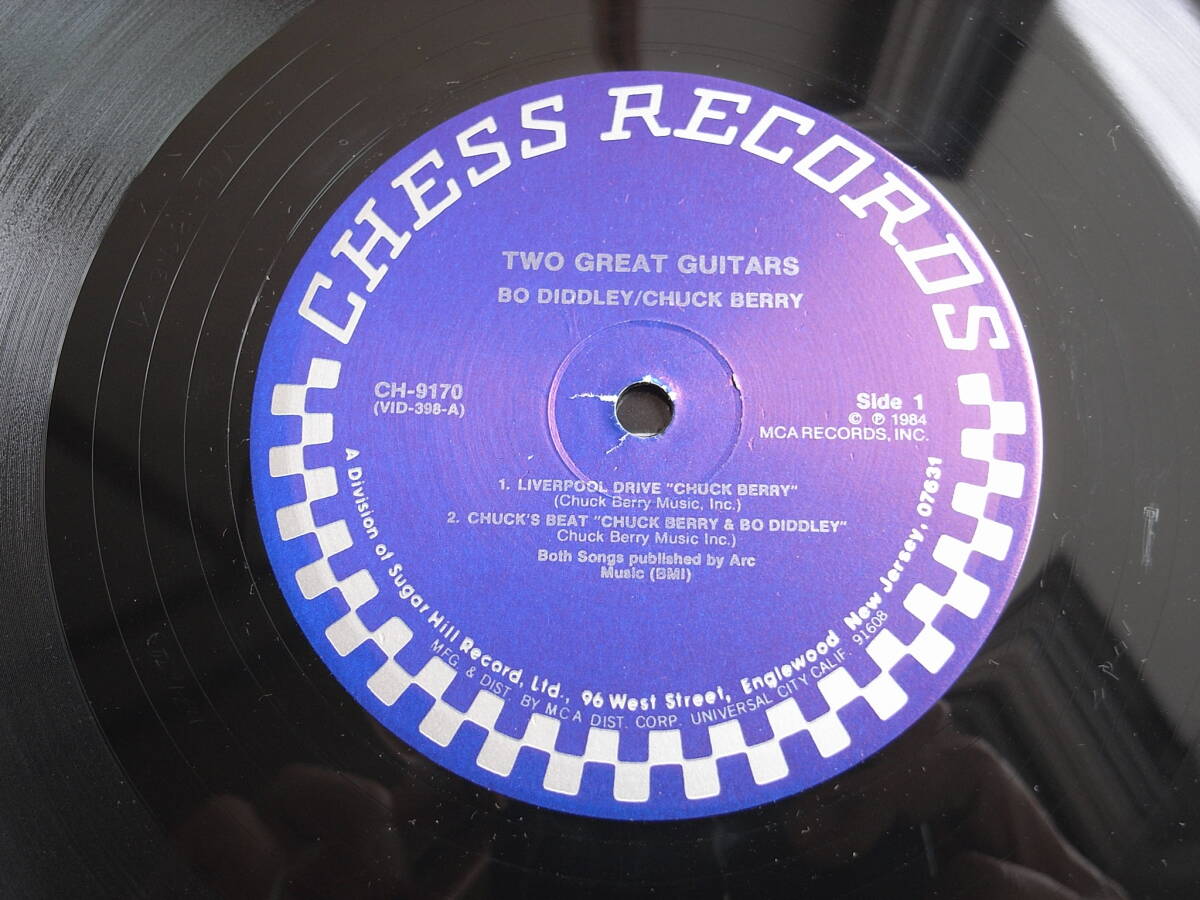 CHESS RECORDS
TWO GREAT GUITARS
BO DIDDLEY/CHUCK BERRY
CH-9170
(VID-398-A)
Side 1
© ℗ 1984
MCA RECORDS, INC.
1. LIVERPOOL DRIVE "CHUCK BERRY"
(Chuck Berry Music, Inc.)
2. CHUCK'S BEAT "CHUCK BERRY & BO DIDDLEY"
Chuck Berry Music Inc.)
Both Songs published by Arc
Music (BMI)
A Division of Sugar Hill Record, Ltd., 96 West Street, Englewood New Jersey, 07631
MFG. & DIST. BY MCA DIST. CORP. UNIVERSAL CITY CALIF. 91608